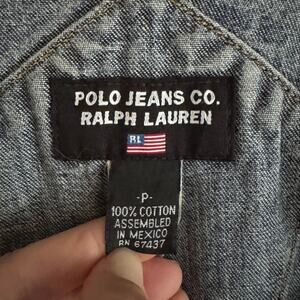 POLO JEANS CO.
RALPH LAUREN
RL
-P-
100% COTTON
ASSEMBLED
IN MEXICO
RN 67437